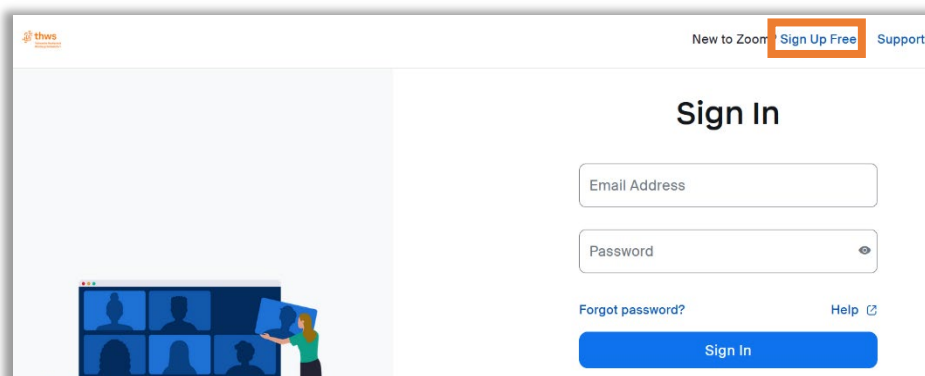 thws
New to Zoom? Sign Up Free Support
Sign In
Email Address
Password
Forgot password? Help
Sign In